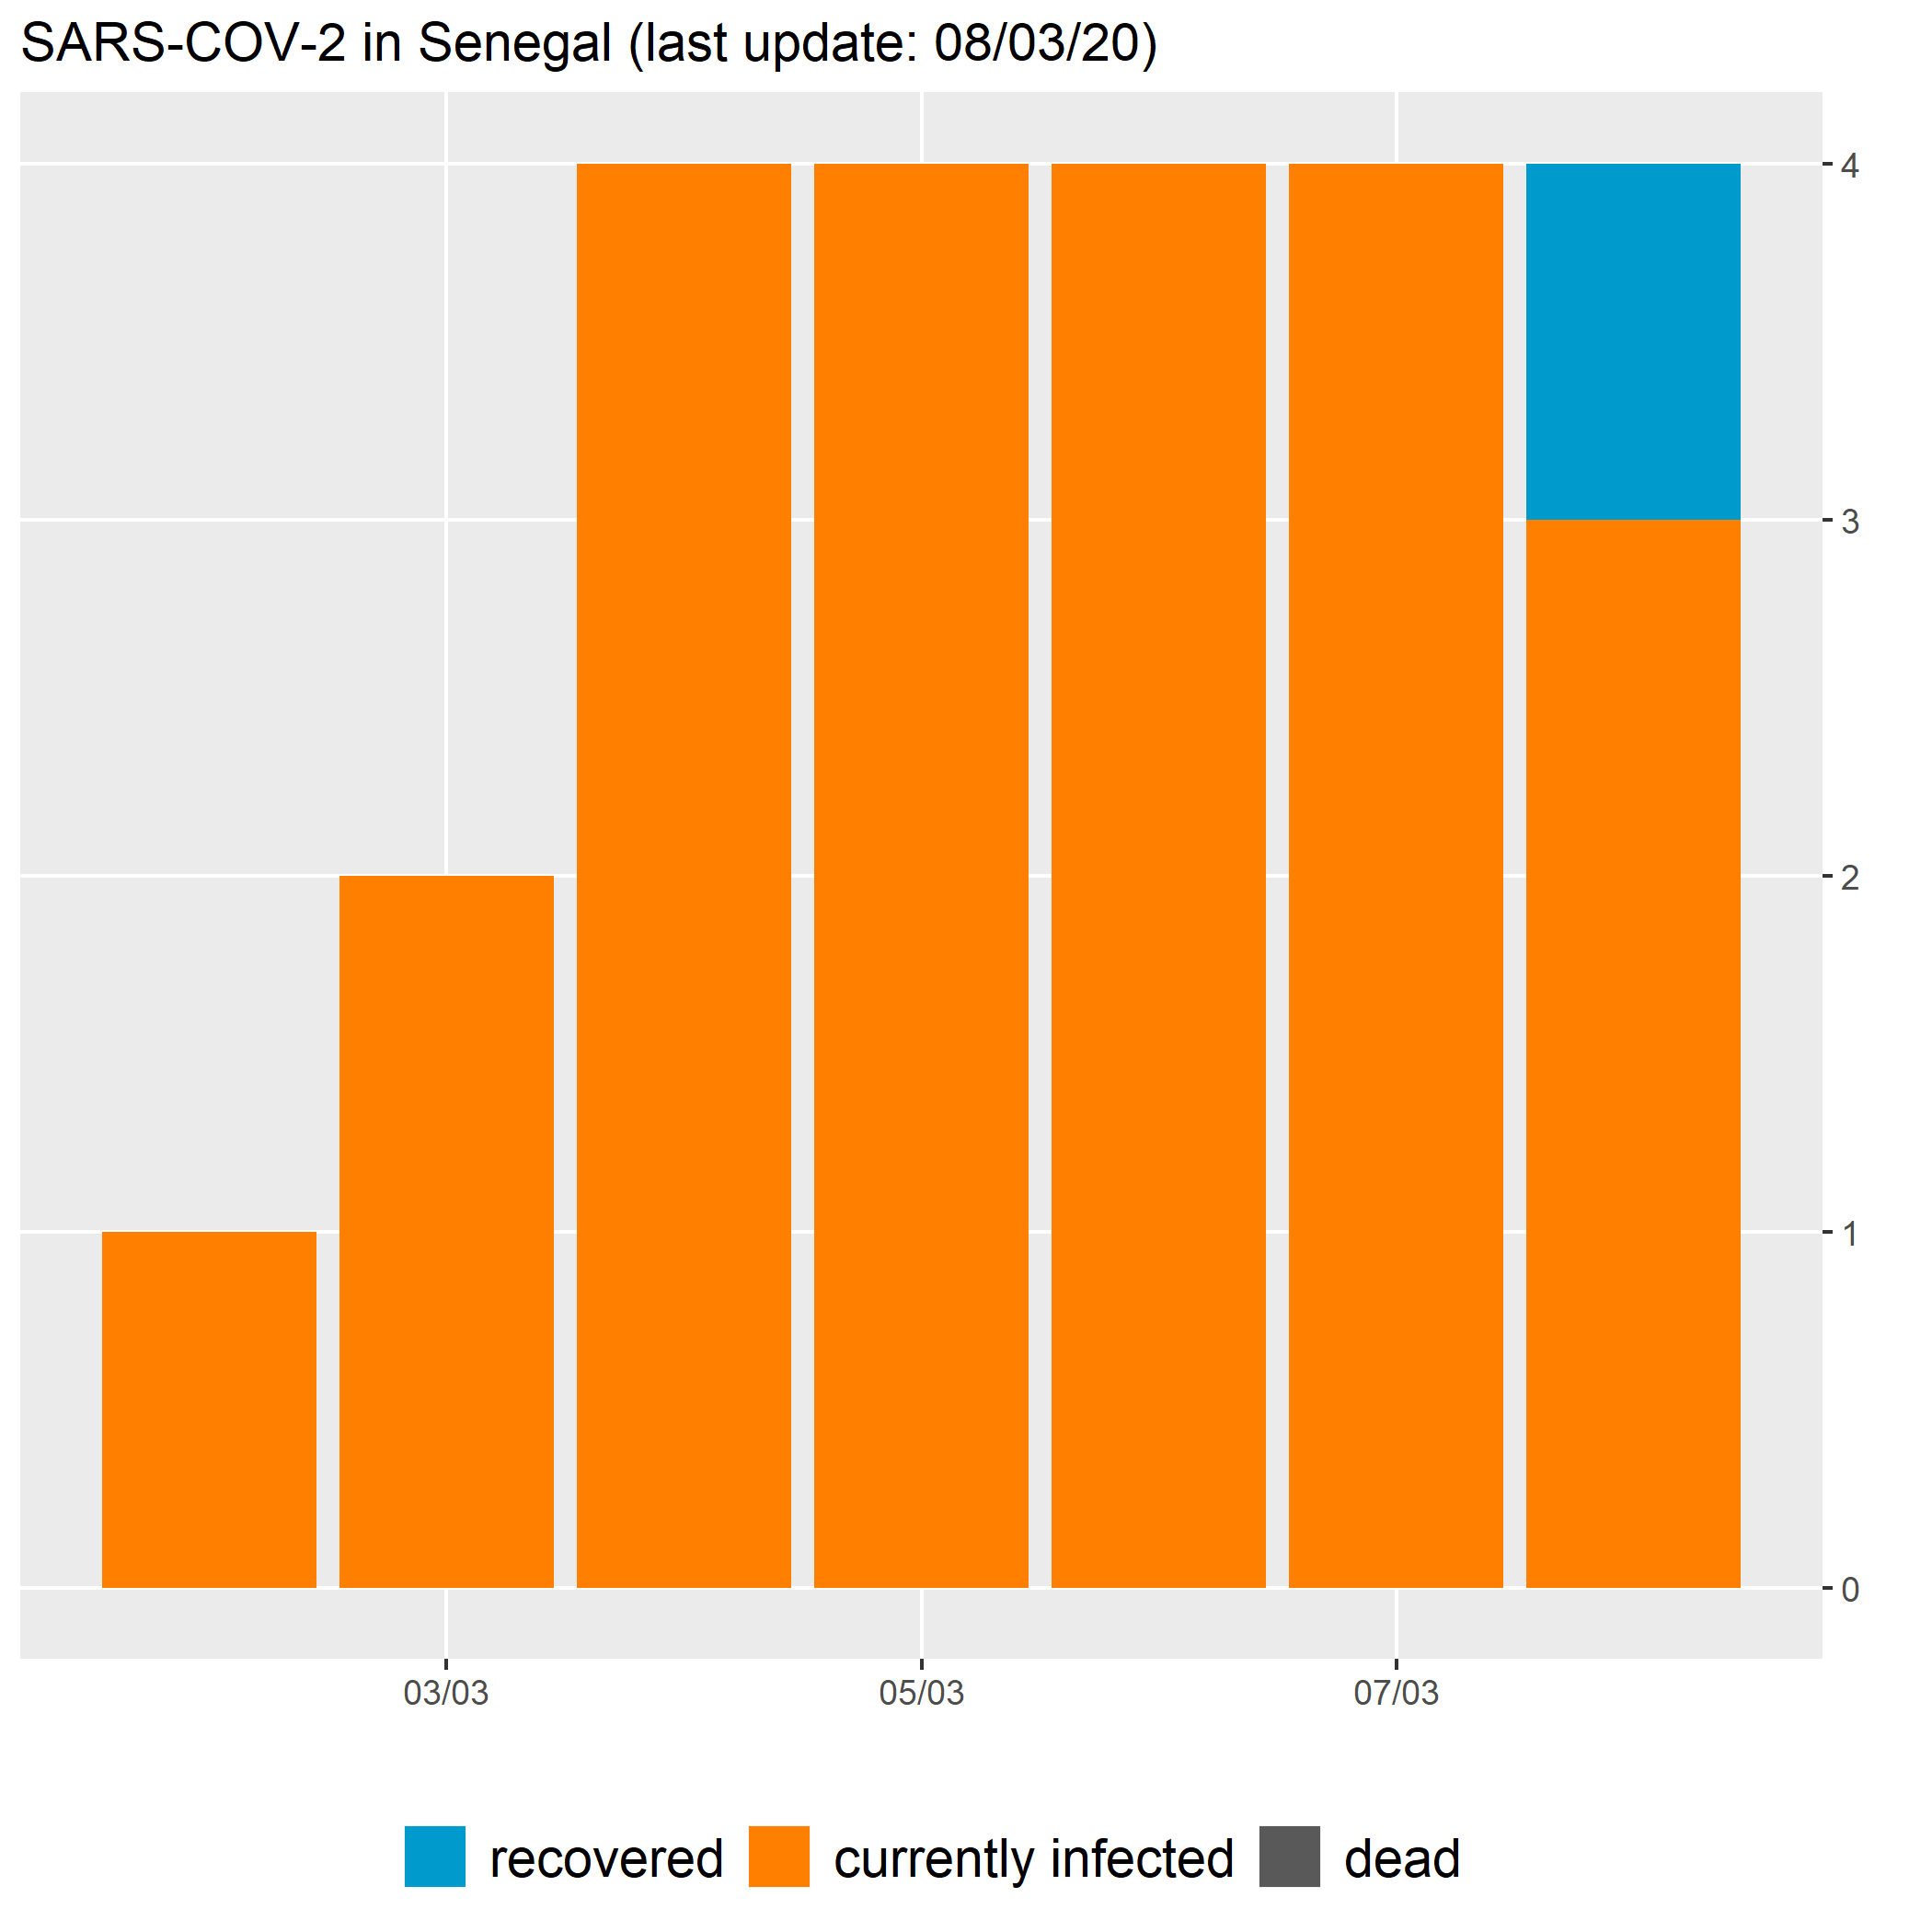 SARS-COV-2 in Senegal (last update: 08/03/20)
4
3
2
1
0
03/03 05/03 07/03
recovered currently infected dead